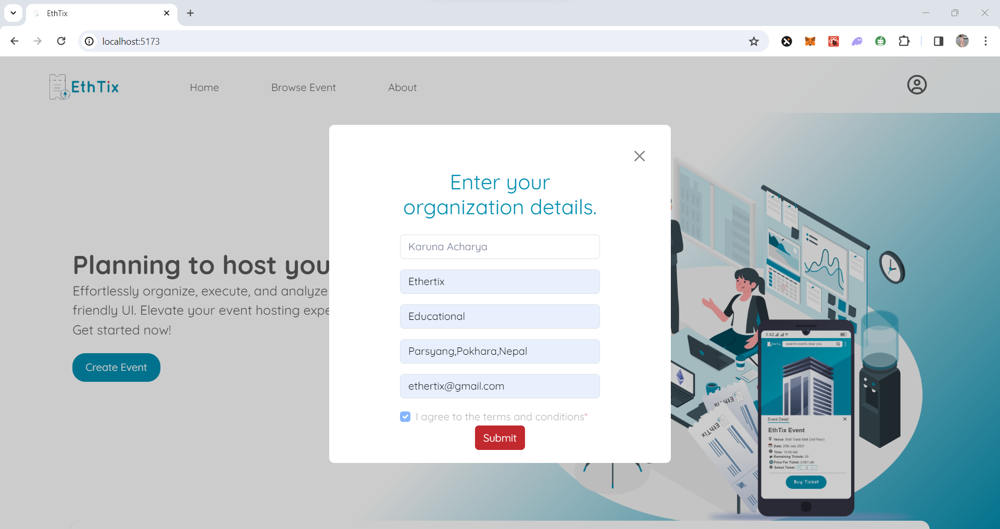 EthTix
localhost:5173
EthTix
Home
Browse Event
About
Enter your
organization details.
Karuna Acharya
Ethertix
Educational
Parsyang,Pokhara,Nepal
ethertix@gmail.com
I agree to the terms and conditions*
Submit
Planning to host you
Effortlessly organize, execute, and analyze
friendly UI. Elevate your event hosting expe
Get started now!
Create Event
EthTix
EthTix
1:42
EthTix
search events near you
Event Detail
EthTix Event
Venue: BnB Trade Mall (3rd Floor)
Date: 25th July 2021
Time: 10:00 AM
Remaining Tickets: 50
Price Per Ticket: 0.001 eth
Select Ticket: + 5 -
Buy Ticket